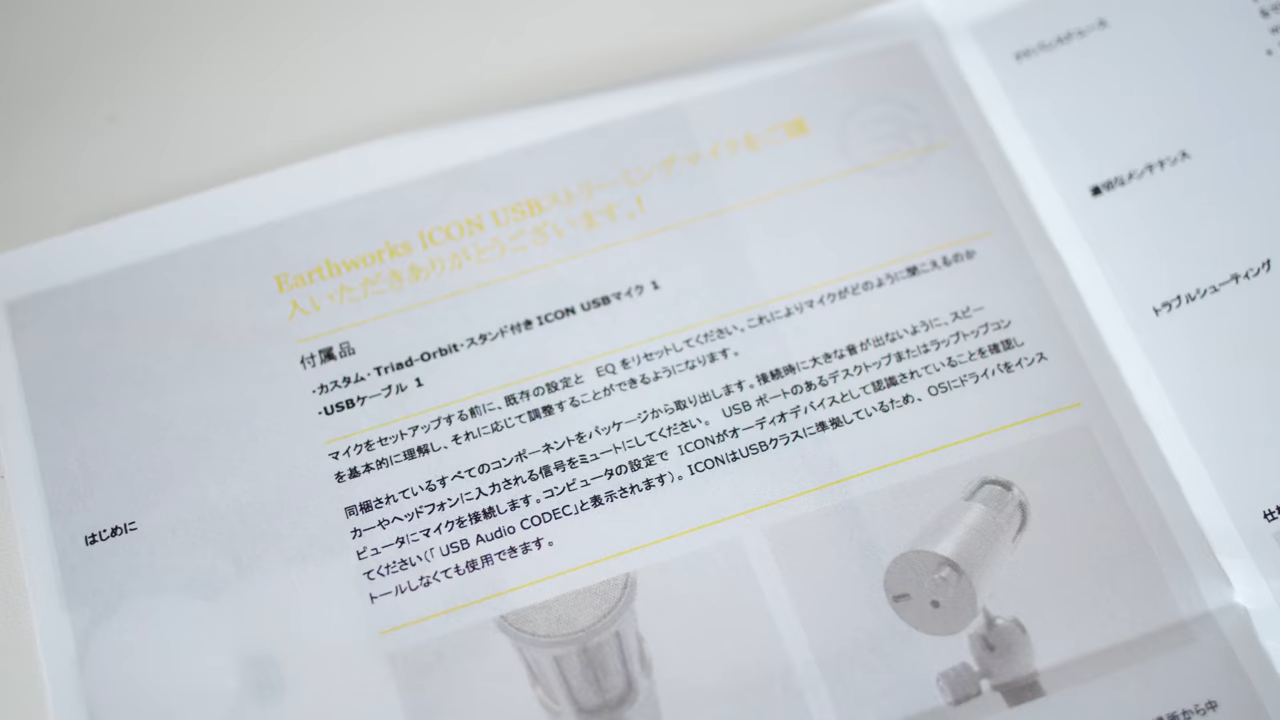 Earthworks ICON USBストリーミングマイクをご購
入いただきありがとうございます。!
付属品
・カスタム・Triad-Orbit・スタンド付きICON USBマイク 1
・USBケーブル 1
マイクをセットアップする前に、既存の設定と EQ をリセットしてください。これによりマイクがどのように聞こえるのか
を基本的に理解し、それに応じて調整することができるようになります。
はじめに
同梱されているすべてのコンポーネントをパッケージから取り出します。接続時に大きな音が出ないように、スピー
カーやヘッドフォンに入力される信号をミュートにしてください。 USB ポートのあるデスクトップまたはラップトップコン
ピュータにマイクを接続します。コンピュータの設定で ICONがオーディオデバイスとして認識されていることを確認し
てください(「 USB Audio CODEC」と表示されます)。ICONはUSBクラスに準拠しているため、 OSにドライバをインス
トールしなくても使用できます。
適切なメンテナンス
トラブルシューティング